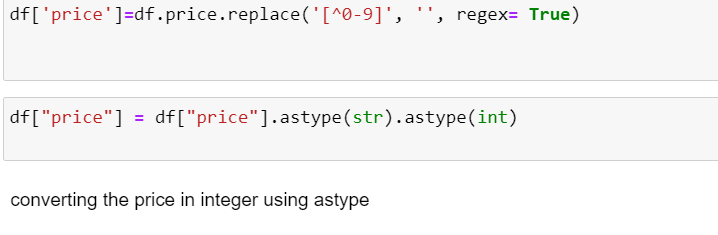 df['price']=df.price.replace('[^0-9]', '', regex= True)
df["price"] = df["price"].astype(str).astype(int)
converting the price in integer using astype